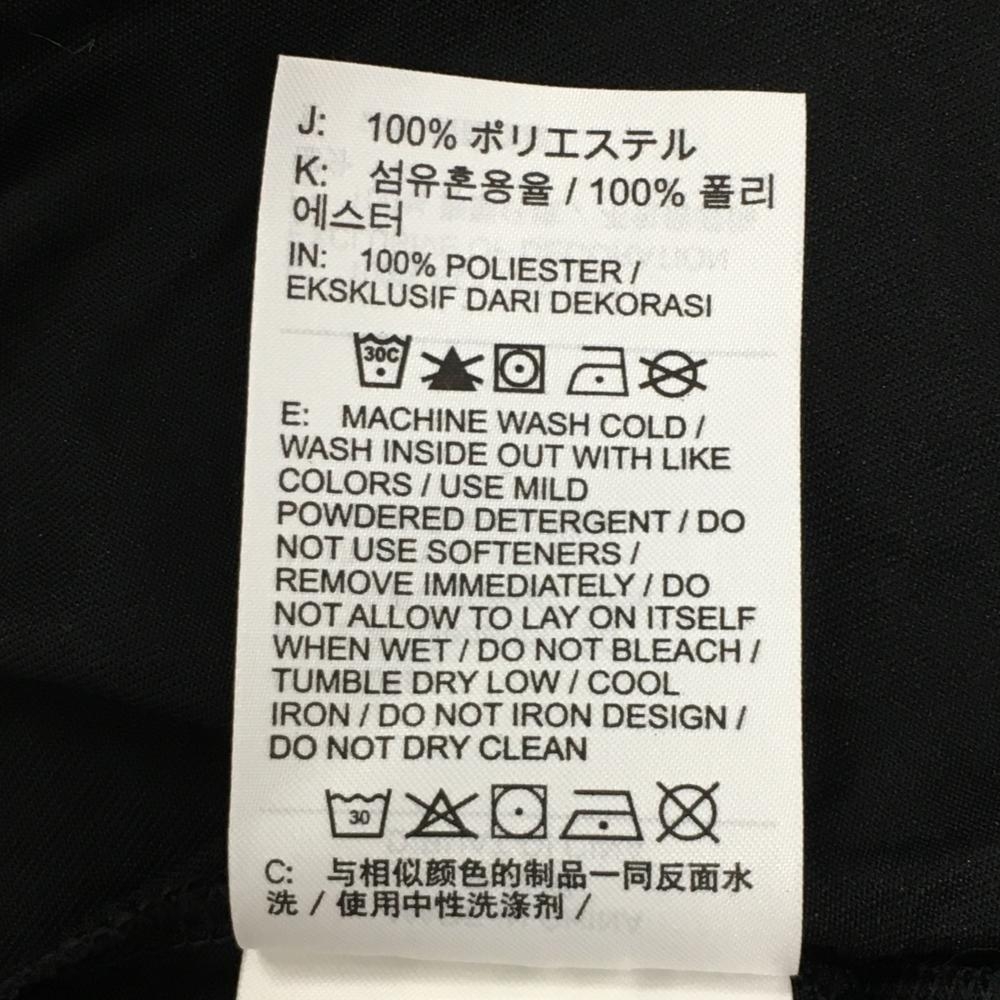 J: 100% ポリエステル
K: 섬유혼용율 / 100% 폴리
에스터
IN: 100% POLIESTER /
EKSKLUSIF DARI DEKORASI
30C
E: MACHINE WASH COLD /
WASH INSIDE OUT WITH LIKE
COLORS / USE MILD
POWDERED DETERGENT / DO
NOT USE SOFTENERS /
REMOVE IMMEDIATELY / DO
NOT ALLOW TO LAY ON ITSELF
WHEN WET / DO NOT BLEACH /
TUMBLE DRY LOW / COOL
IRON / DO NOT IRON DESIGN /
DO NOT DRY CLEAN
30
C: 与相似颜色的制品一同反面水
洗 / 使用中性洗涤剂 /